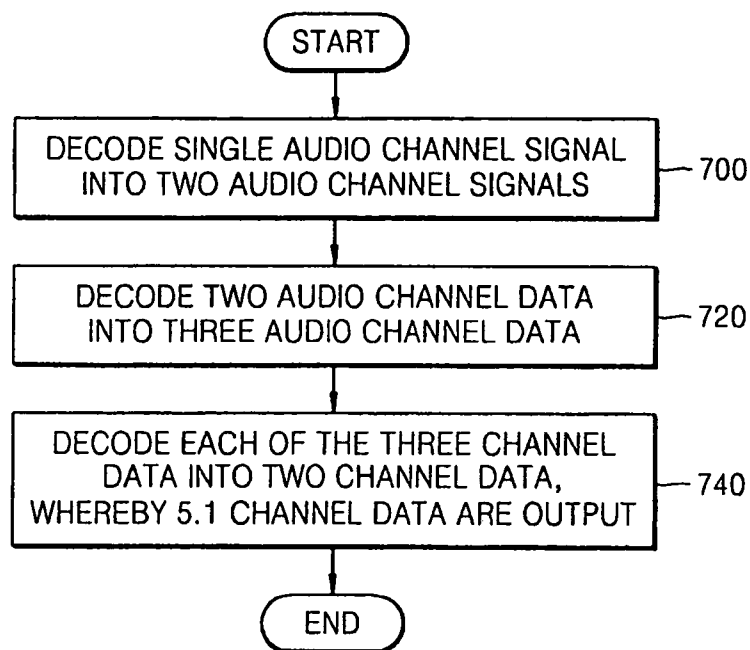 START
DECODE SINGLE AUDIO CHANNEL SIGNAL
INTO TWO AUDIO CHANNEL SIGNALS
700
DECODE TWO AUDIO CHANNEL DATA
INTO THREE AUDIO CHANNEL DATA
720
DECODE EACH OF THE THREE CHANNEL
DATA INTO TWO CHANNEL DATA,
WHEREBY 5.1 CHANNEL DATA ARE OUTPUT
740
END